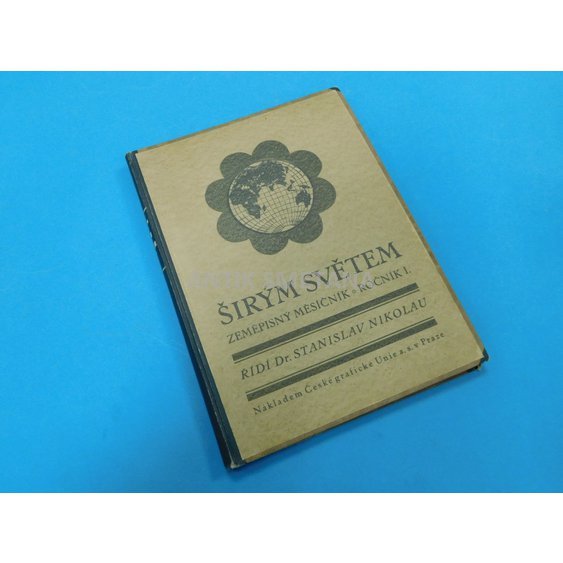 ŠIRÝM SVĚTEM
ZEMĚPISNÝ MĚSÍČNÍK * ROČNÍK I.
ŘÍDÍ Dr. STANISLAV NIKOLAU
Nákladem České grafické Unie a. s. v Praze